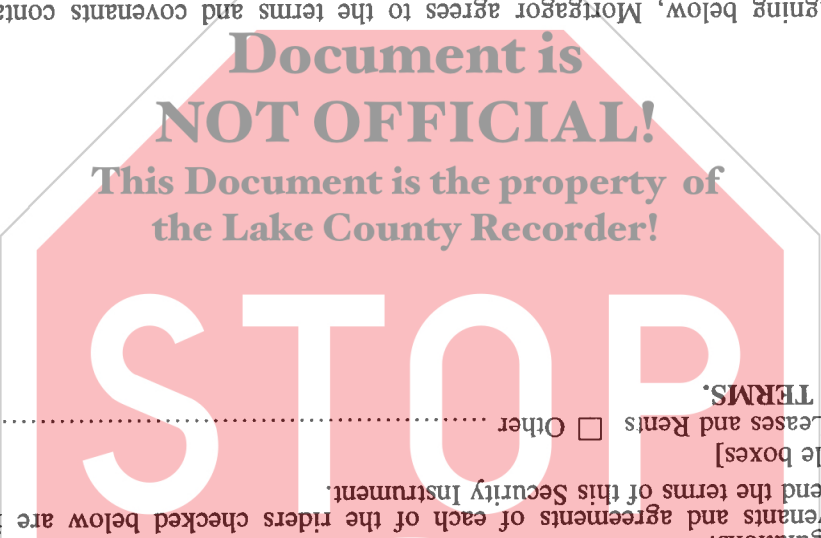 Document is
NOT OFFICIAL!
This Document is the property of
the Lake County Recorder!
STOP
enants and agreements of each of the riders checked below are
end the terms of this Security Instrument.
le boxes]
Leases and Rents ☐ Other ........................................................
TERMS.
gning below, Mortgagor agrees to the terms and covenants conta